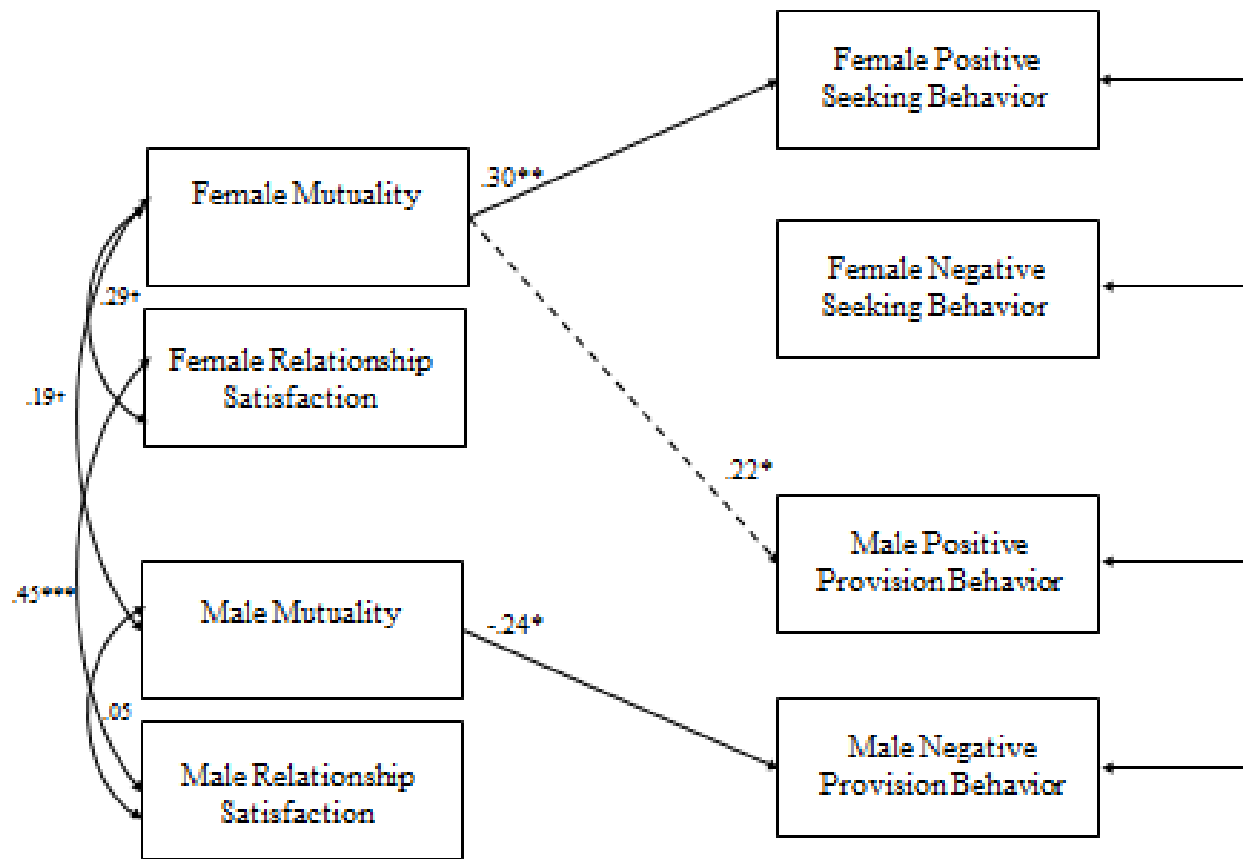 Female Positive
Seeking Behavior
Female Mutuality
.30**
Female Negative
Seeking Behavior
.29+
Female Relationship
Satisfaction
.19+
.22*
Male Positive
Provision Behavior
Male Mutuality
.45***
-.24*
.05
Male Negative
Provision Behavior
Male Relationship
Satisfaction